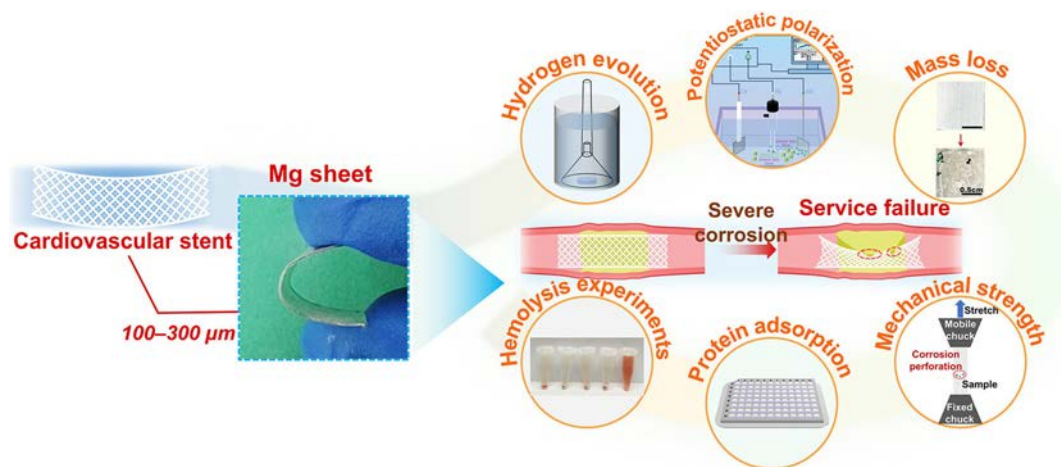 Hydrogen evolution
Potentiostatic polarization
Mass loss
0.5cm
Mg sheet
Cardiovascular stent
100–300 μm
Severe
corrosion
Service failure
Hemolysis experiments
Protein adsorption
Mechanical strength
Stretch
Mobile
chuck
Corrosion
perforation
Sample
Fixed
chuck